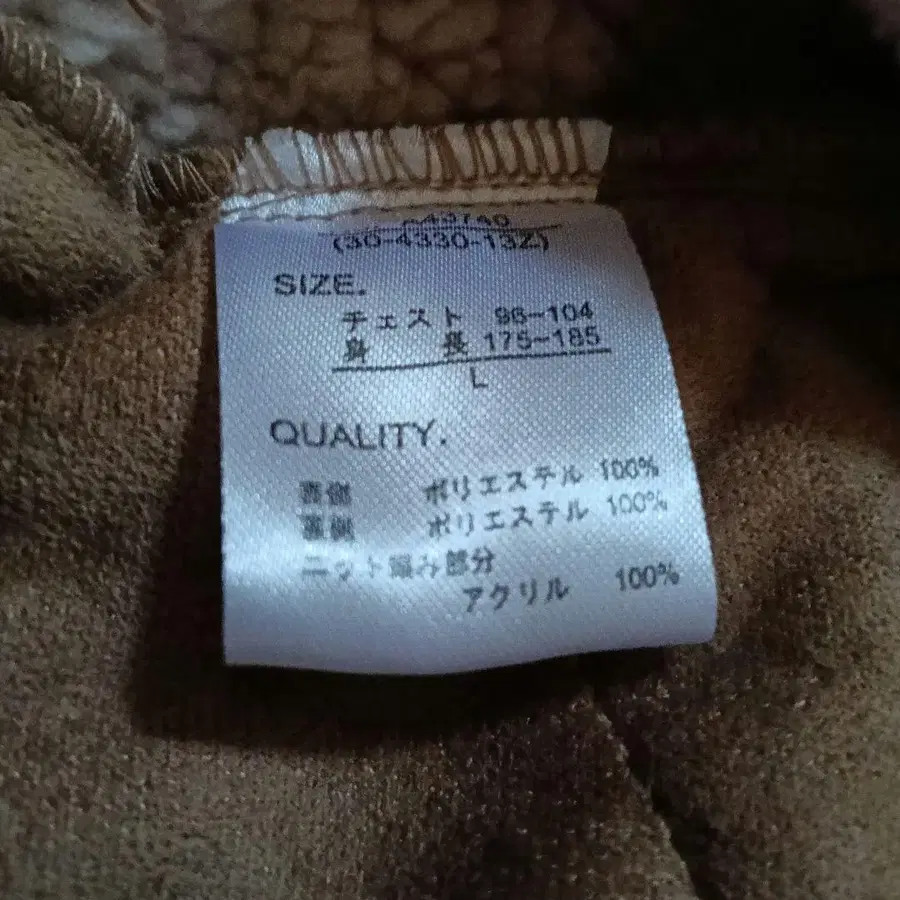 A43740
(30-4330-13Z)
SIZE.
チェスト 96-104
身 長 175-185
L
QUALITY.
表側 ポリエステル 100%
裏側 ポリエステル 100%
ニット編み部分
アクリル 100%